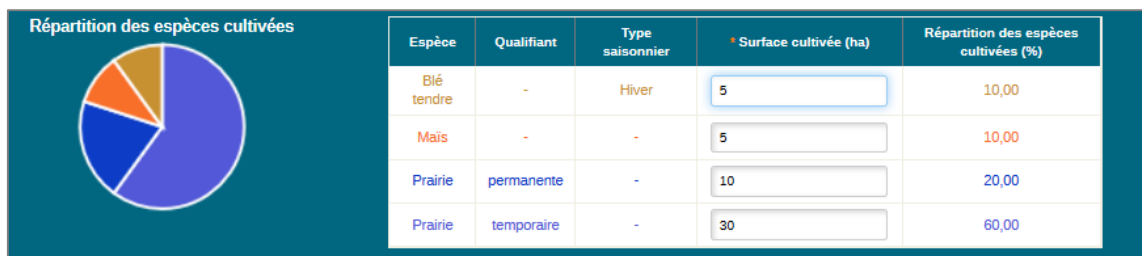 Répartition des espèces cultivées
Espèce Qualifiant Type saisonnier * Surface cultivée (ha) Répartition des espèces cultivées (%)
Blé tendre - Hiver 5 10,00
Maïs - - 5 10,00
Prairie permanente - 10 20,00
Prairie temporaire - 30 60,00